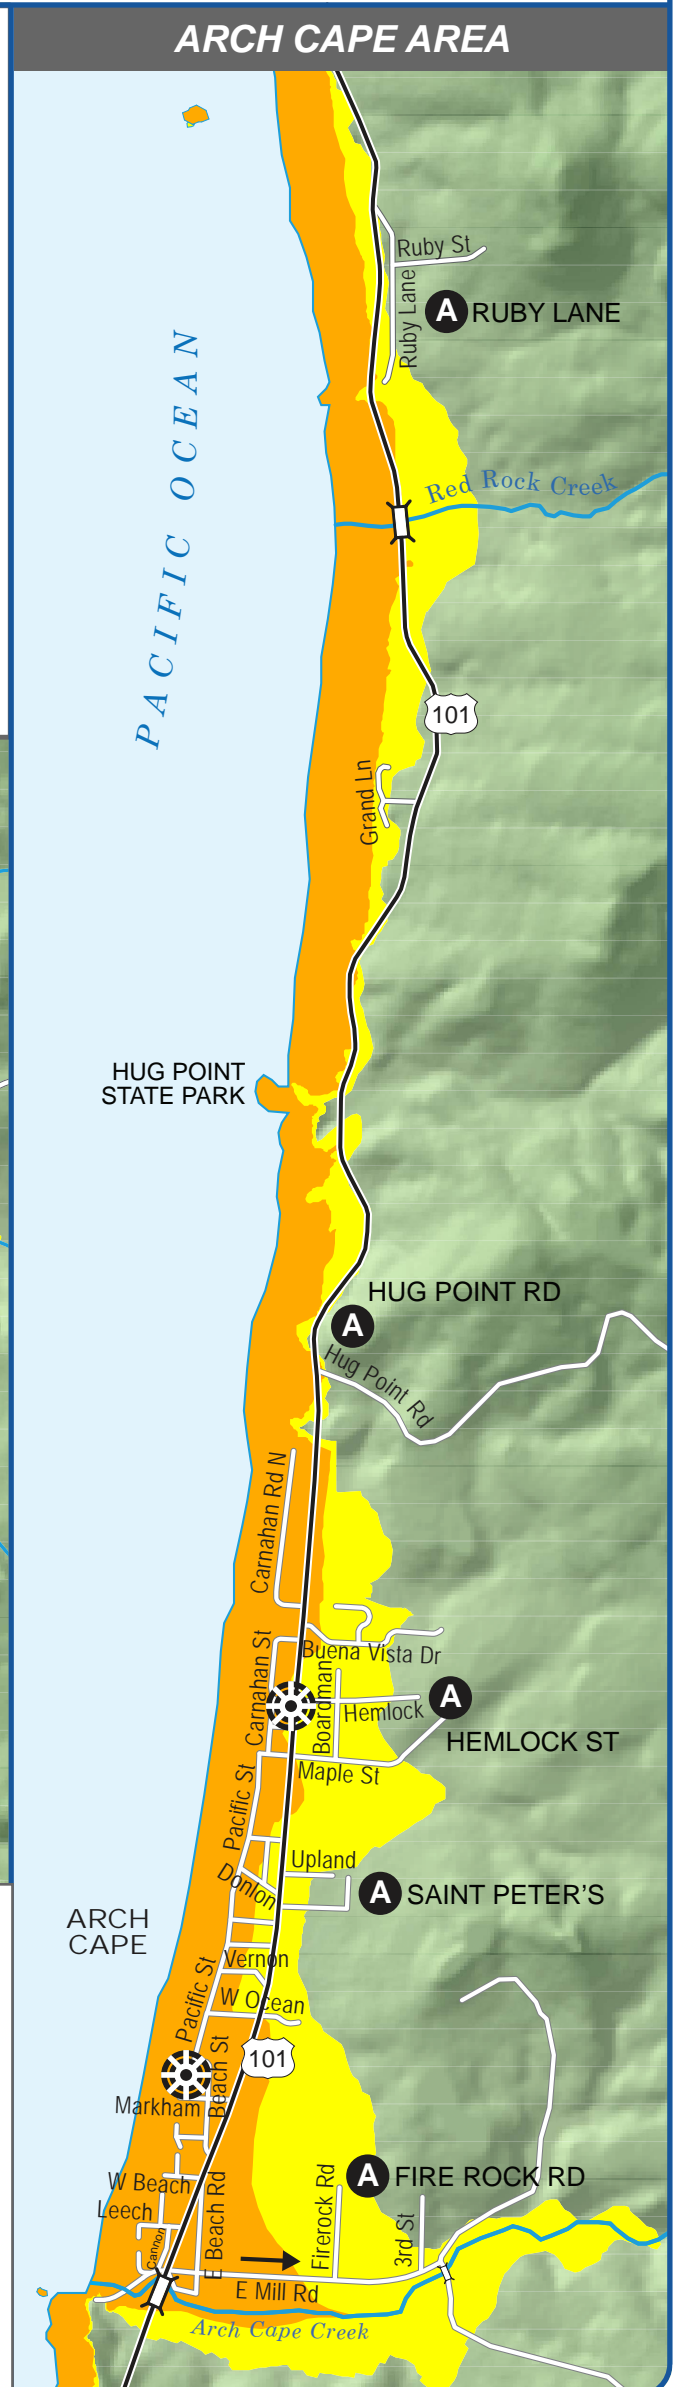 ARCH CAPE AREA
Ruby St
Ruby Lane
A RUBY LANE
PACIFIC OCEAN
Red Rock Creek
101
Grand Ln
HUG POINT
STATE PARK
HUG POINT RD
A
Hug Point Rd
Carnahan Rd N
Carnahan St
Buena Vista Dr
Boardman
Hemlock
A
HEMLOCK ST
Maple St
Pacific St
Upland
Donlon
A SAINT PETER'S
ARCH
CAPE
Vernon
Pacific St
W Ocean
101
Beach St
Markham
A FIRE ROCK RD
W Beach
Leech
Cannon
E Beach Rd
Firerock Rd
3rd St
E Mill Rd
Arch Cape Creek